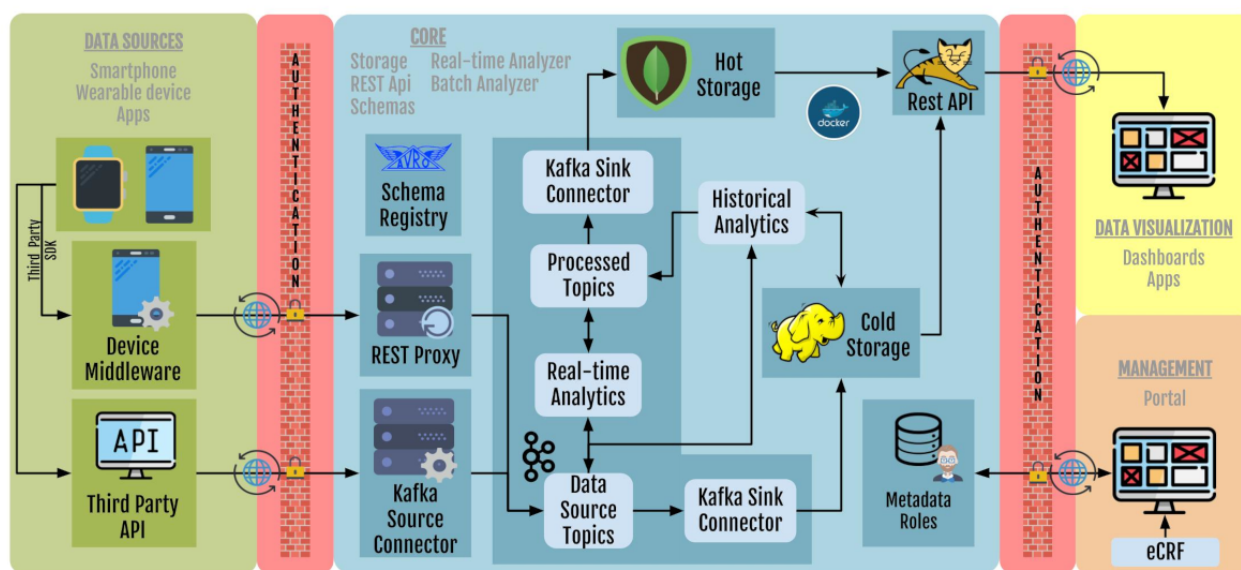 DATA SOURCES
Smartphone
Wearable device
Apps
Third Party
SDK
Device
Middleware
API
Third Party
API
AUTHENTICATION
CORE
Storage
REST Api
Schemas
Real-time Analyzer
Batch Analyzer
AVRO
Schema
Registry
REST Proxy
Kafka
Source
Connector
Kafka Sink
Connector
Processed
Topics
Real-time
Analytics
Data
Source
Topics
Kafka Sink
Connector
Historical
Analytics
Hot
Storage
docker
Rest API
Cold
Storage
Metadata
Roles
AUTHENTICATION
DATA VISUALIZATION
Dashboards
Apps
MANAGEMENT
Portal
eCRF